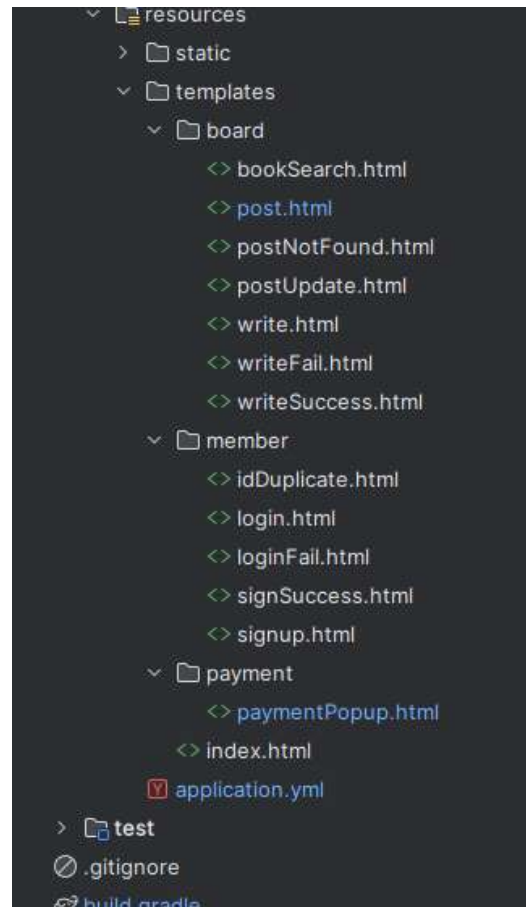 resources
static
templates
board
bookSearch.html
post.html
postNotFound.html
postUpdate.html
write.html
writeFail.html
writeSuccess.html
member
idDuplicate.html
login.html
loginFail.html
signSuccess.html
signup.html
payment
paymentPopup.html
index.html
Y application.yml
test
.gitignore
build.gradle